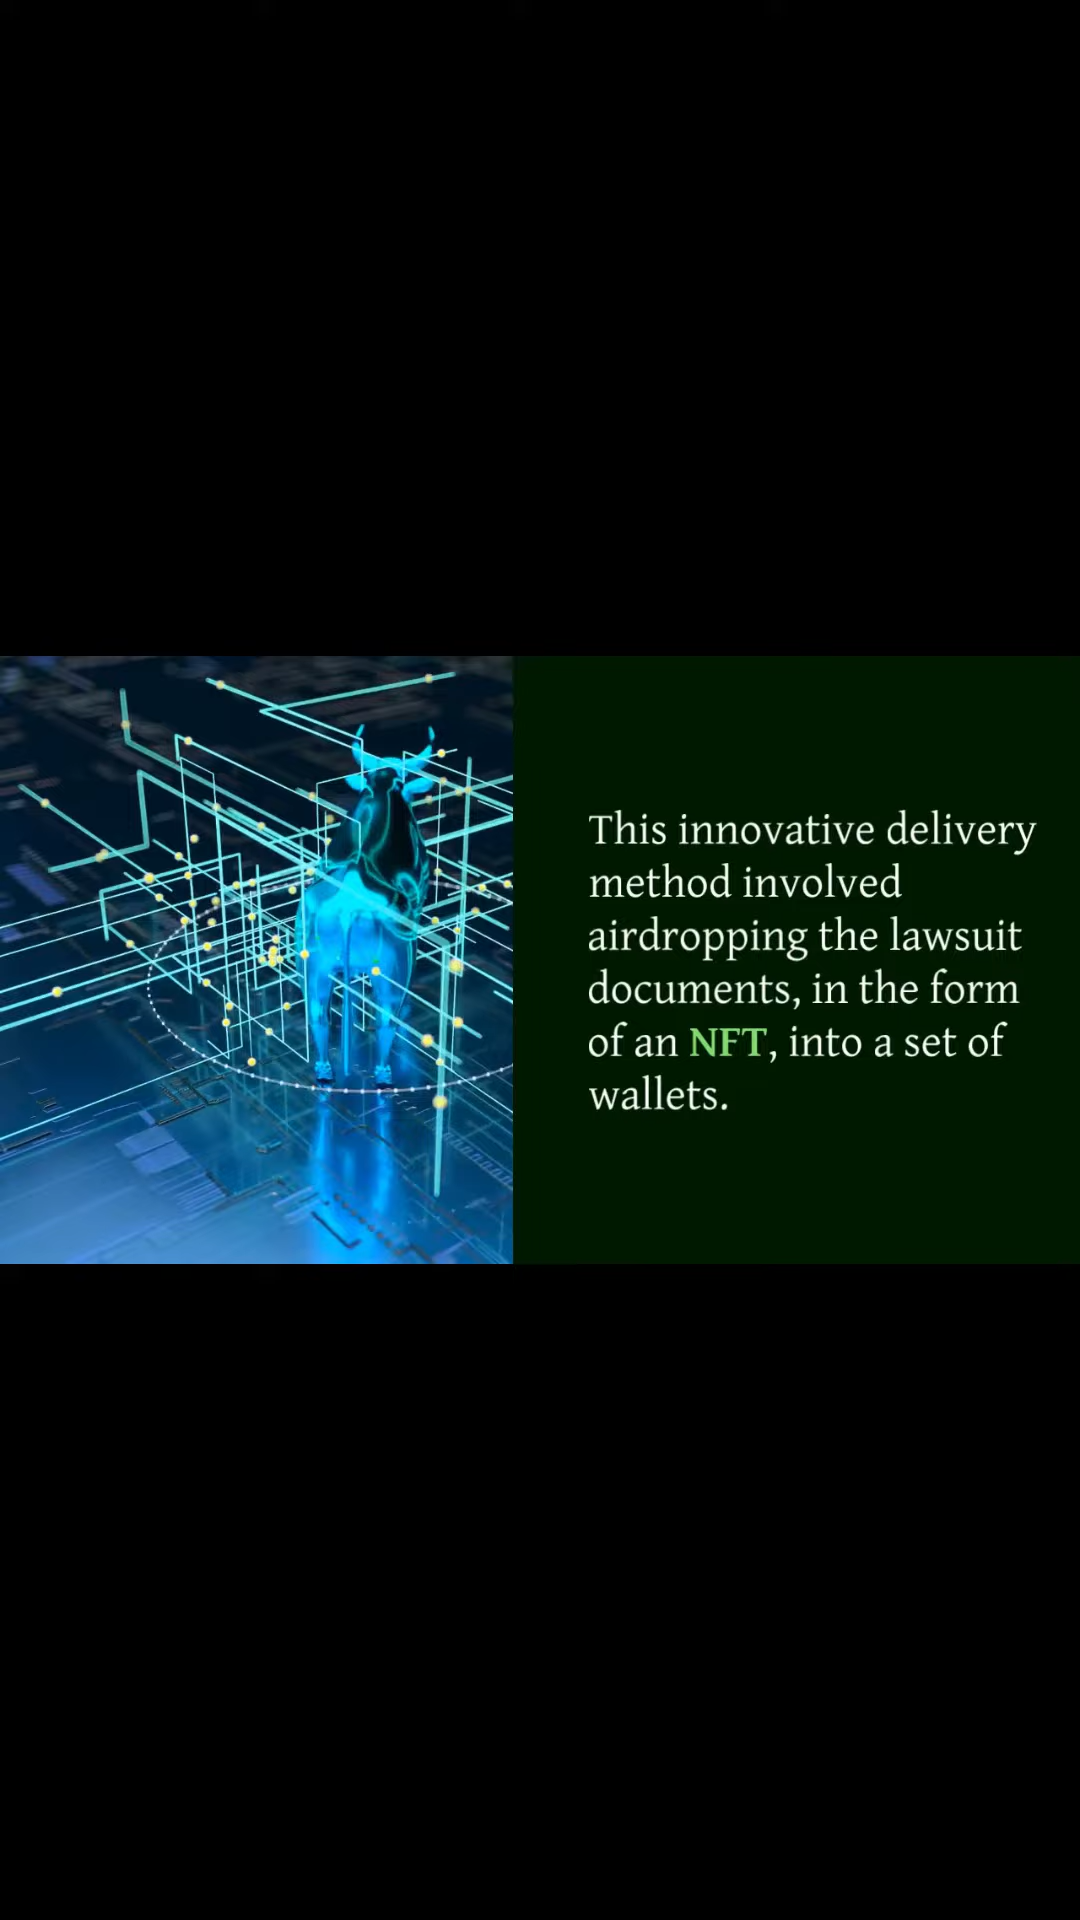 This innovative delivery
method involved
airdropping the lawsuit
documents, in the form
of an NFT, into a set of
wallets.